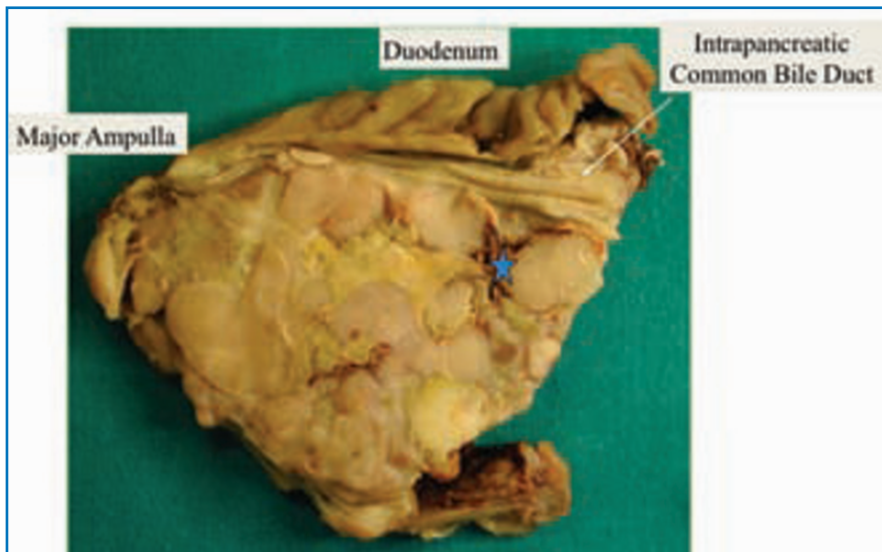 Duodenum
Intrapancreatic
Common Bile Duct
Major Ampulla